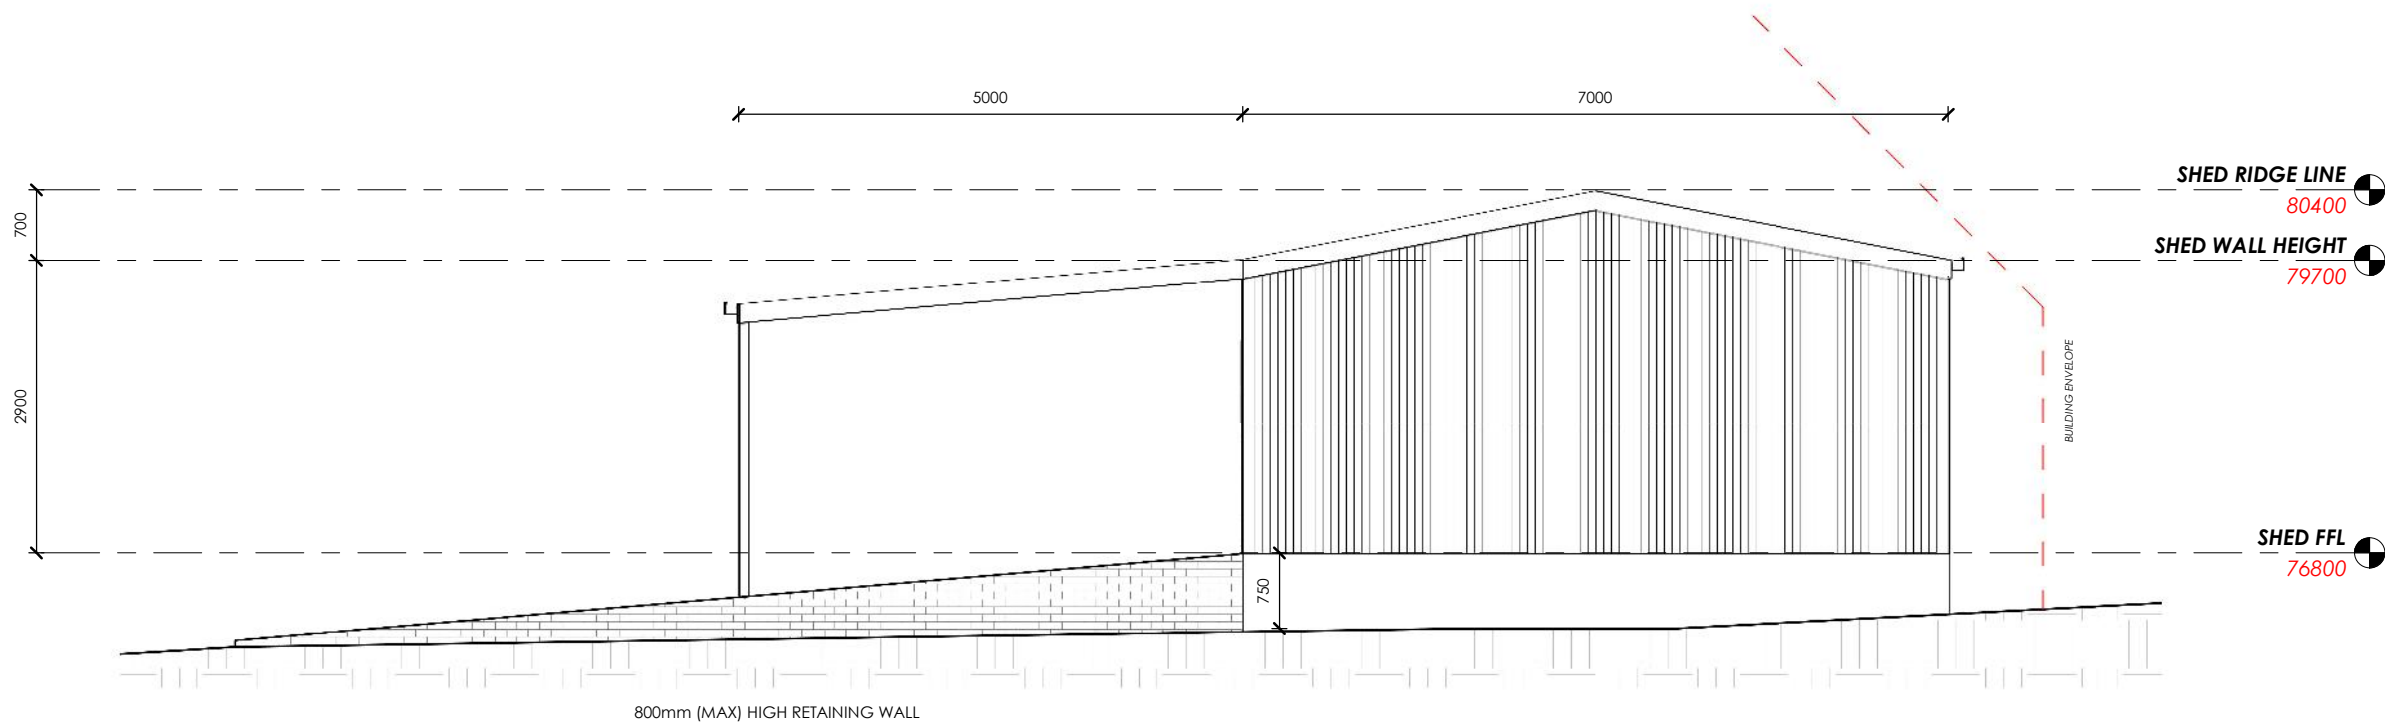 5000
7000
SHED RIDGE LINE
80400
700
SHED WALL HEIGHT
79700
2900
BUILDING ENVELOPE
SHED FFL
76800
750
800mm (MAX) HIGH RETAINING WALL